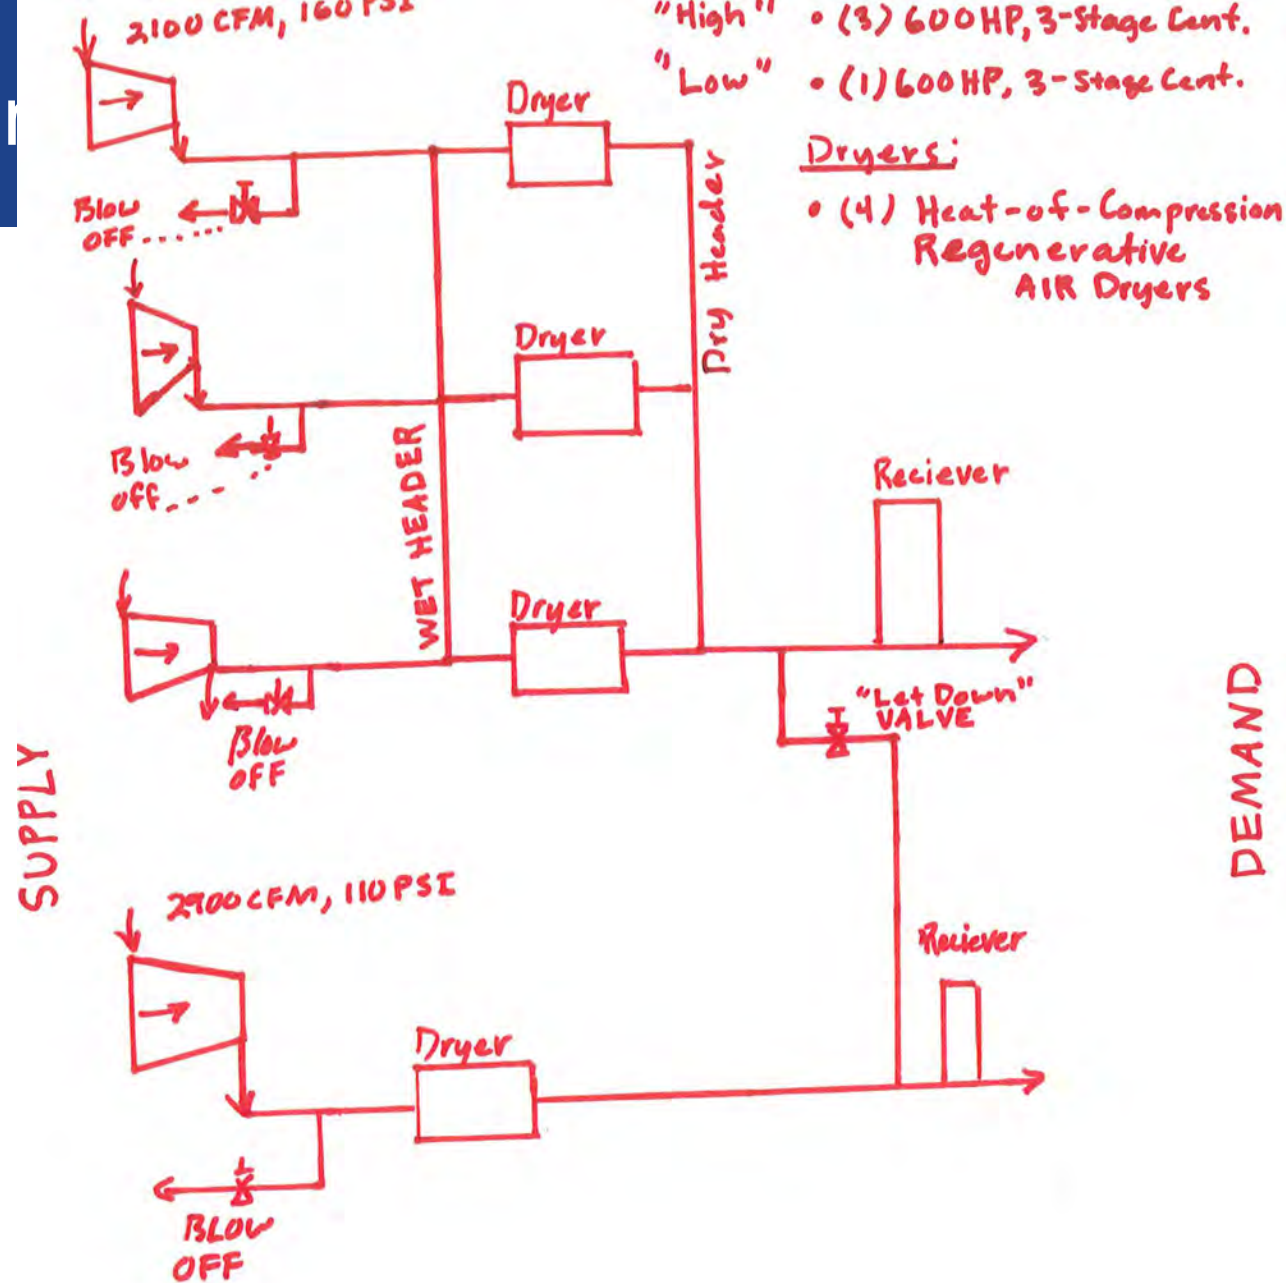 2100 CFM, 160 PSI
"High" • (3) 600HP, 3-Stage Cent.
"Low" • (1) 600HP, 3-Stage Cent.
Dryers:
• (4) Heat-of-Compression
Regenerative
AIR Dryers
Dryer
Blow
OFF
Dry Header
Dryer
Blow
off
WET HEADER
Reciever
Dryer
"Let Down"
VALVE
Blow
OFF
SUPPLY
DEMAND
2900 CFM, 110 PSI
Reciever
Dryer
BLOW
OFF